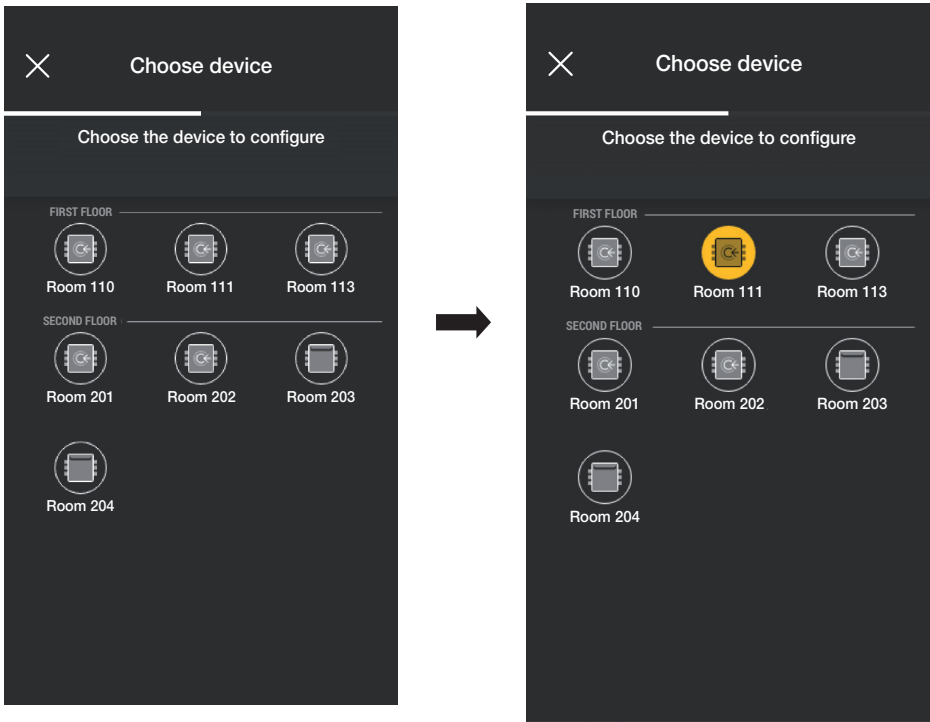 Choose device
Choose the device to configure
FIRST FLOOR
Room 110 Room 111 Room 113
SECOND FLOOR
Room 201 Room 202 Room 203
Room 204
Choose device
Choose the device to configure
FIRST FLOOR
Room 110 Room 111 Room 113
SECOND FLOOR
Room 201 Room 202 Room 203
Room 204